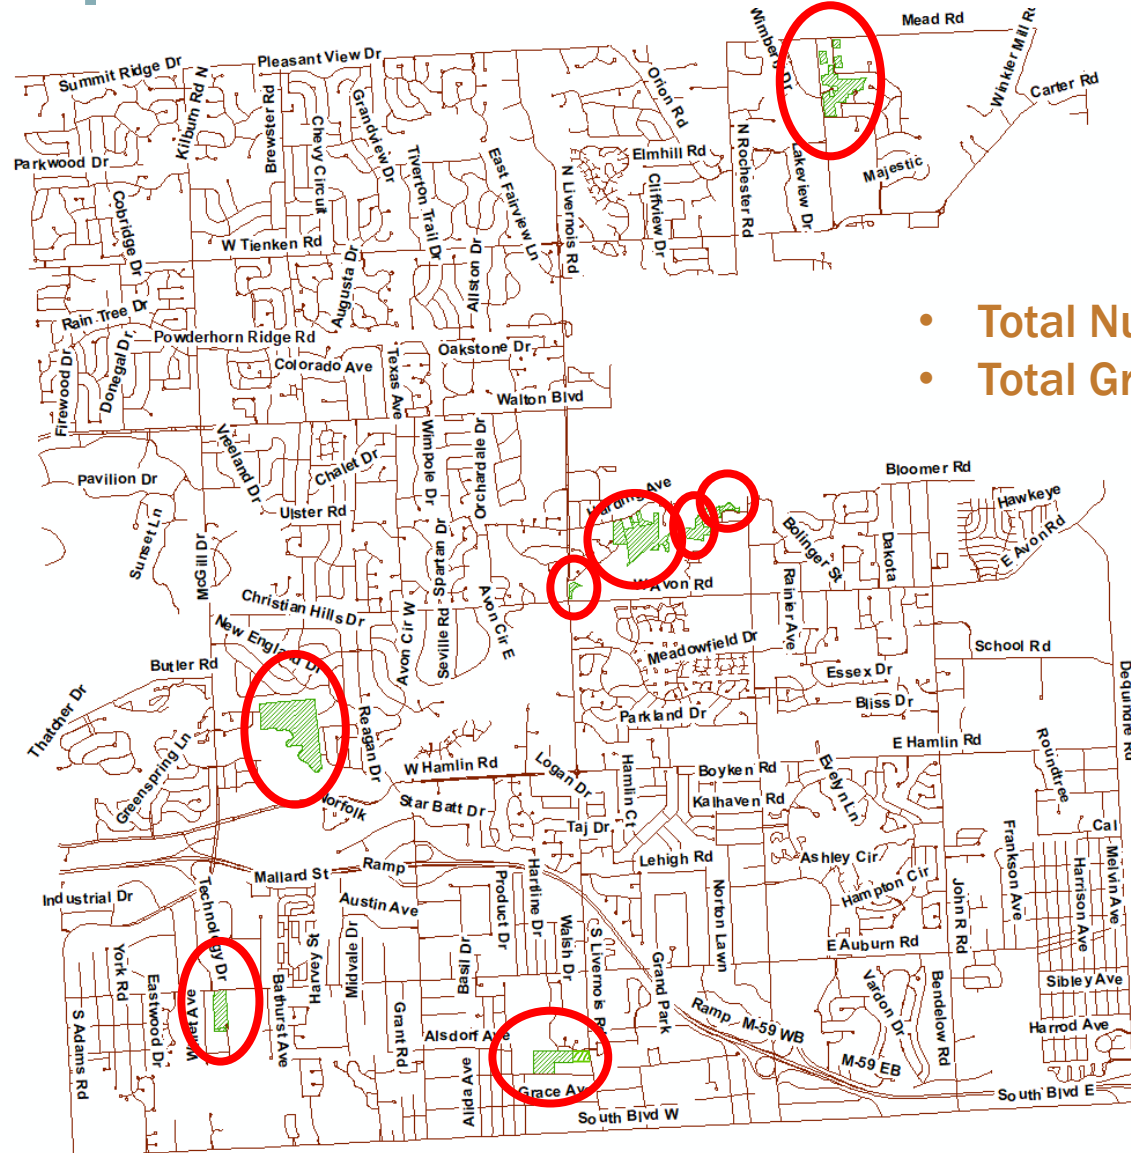 Mead Rd
Wimberly Dr
Winkler Mill Rd
Carter Rd
Summit Ridge Dr
Pleasant View Dr
Kilburn Rd N
Brewster Rd
Chevy Circuit
Grandview Dr
Orion Rd
N Rochester Rd
Elmhill Rd
Lakeview Dr
Majestic
Parkwood Dr
Tiverton Trail Dr
East Fairview Ln
N Livernois Rd
Cliffview Dr
Cobridge Dr
W Tienken Rd
Augusta Dr
Allston Dr
Rain Tree Dr
Powderhorn Ridge Rd
Oakstone Dr
• Total Nu
• Total Gr
Firewood Dr
Donegal Dr
Colorado Ave
Texas Ave
Walton Blvd
Vreeland Dr
Chalet Dr
Wimpole Dr
Orchardale Dr
Pavilion Dr
Bloomer Rd
Harding Ave
Hawkeye
Ulster Rd
Sunset Ln
Spartan Dr
Bolinger St
Dakota
E Avon Rd
McGill Dr
W Avon Rd
Rainier Ave
Christian Hills Dr
Avon Cir W
Seville Rd
Avon Cir E
New England Dr
Meadowfield Dr
School Rd
Butler Rd
Essex Dr
Bliss Dr
Dequindre Rd
Thatcher Dr
Reagan Dr
Parkland Dr
Greenspring Ln
W Hamlin Rd
Logan Dr
Hamlin Ct
E Hamlin Rd
Boyken Rd
Evelyn Ln
Roundtree
Norfolk
Star Batt Dr
Kalhaven Rd
Taj Dr
Cal
Mallard St
Ramp
Lehigh Rd
Ashley Cir
Hampton Cir
Frankson Ave
Harrison Ave
Melvin Ave
Industrial Dr
Technology Dr
Austin Ave
Product Dr
Hartline Dr
Norton Lawn
John R Rd
York Rd
Harvey St
Midvale Dr
Basil Dr
Walsh Dr
S Livernois Rd
Grand Park
E Auburn Rd
Eastwood Dr
Bathurst Ave
Vardon Dr
Bendelow Rd
Sibley Ave
S Adams Rd
Grant Rd
Alsdorf Ave
Ramp
M-59 WB
Harrod Ave
Alida Ave
M-59 EB
Grace Ave
South Blvd E
South Blvd W